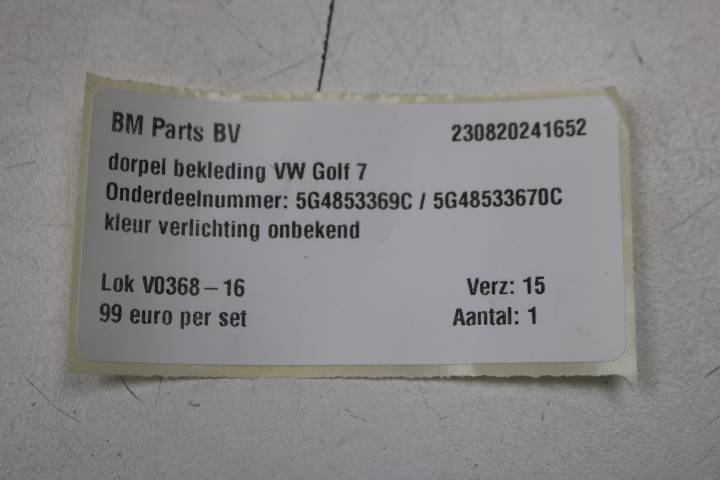 BM Parts BV 230820241652
dorpel bekleding VW Golf 7
Onderdeelnummer: 5G4853369C / 5G48533670C
kleur verlichting onbekend
Lok V0368 – 16 Verz: 15
99 euro per set Aantal: 1